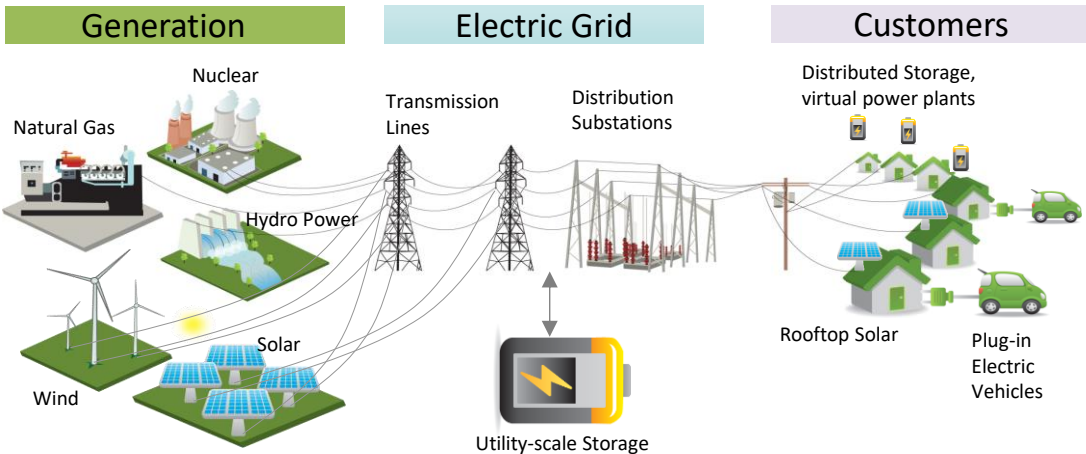 Generation
Electric Grid
Customers
Nuclear
Natural Gas
Hydro Power
Wind
Solar
Transmission
Lines
Distribution
Substations
Utility-scale Storage
Distributed Storage,
virtual power plants
Rooftop Solar
Plug-in
Electric
Vehicles